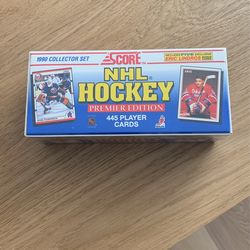 1990 COLLECTOR SET
SCORE
ERIC LINDROS
NHL
HOCKEY
PREMIER EDITION
445 PLAYER
CARDS